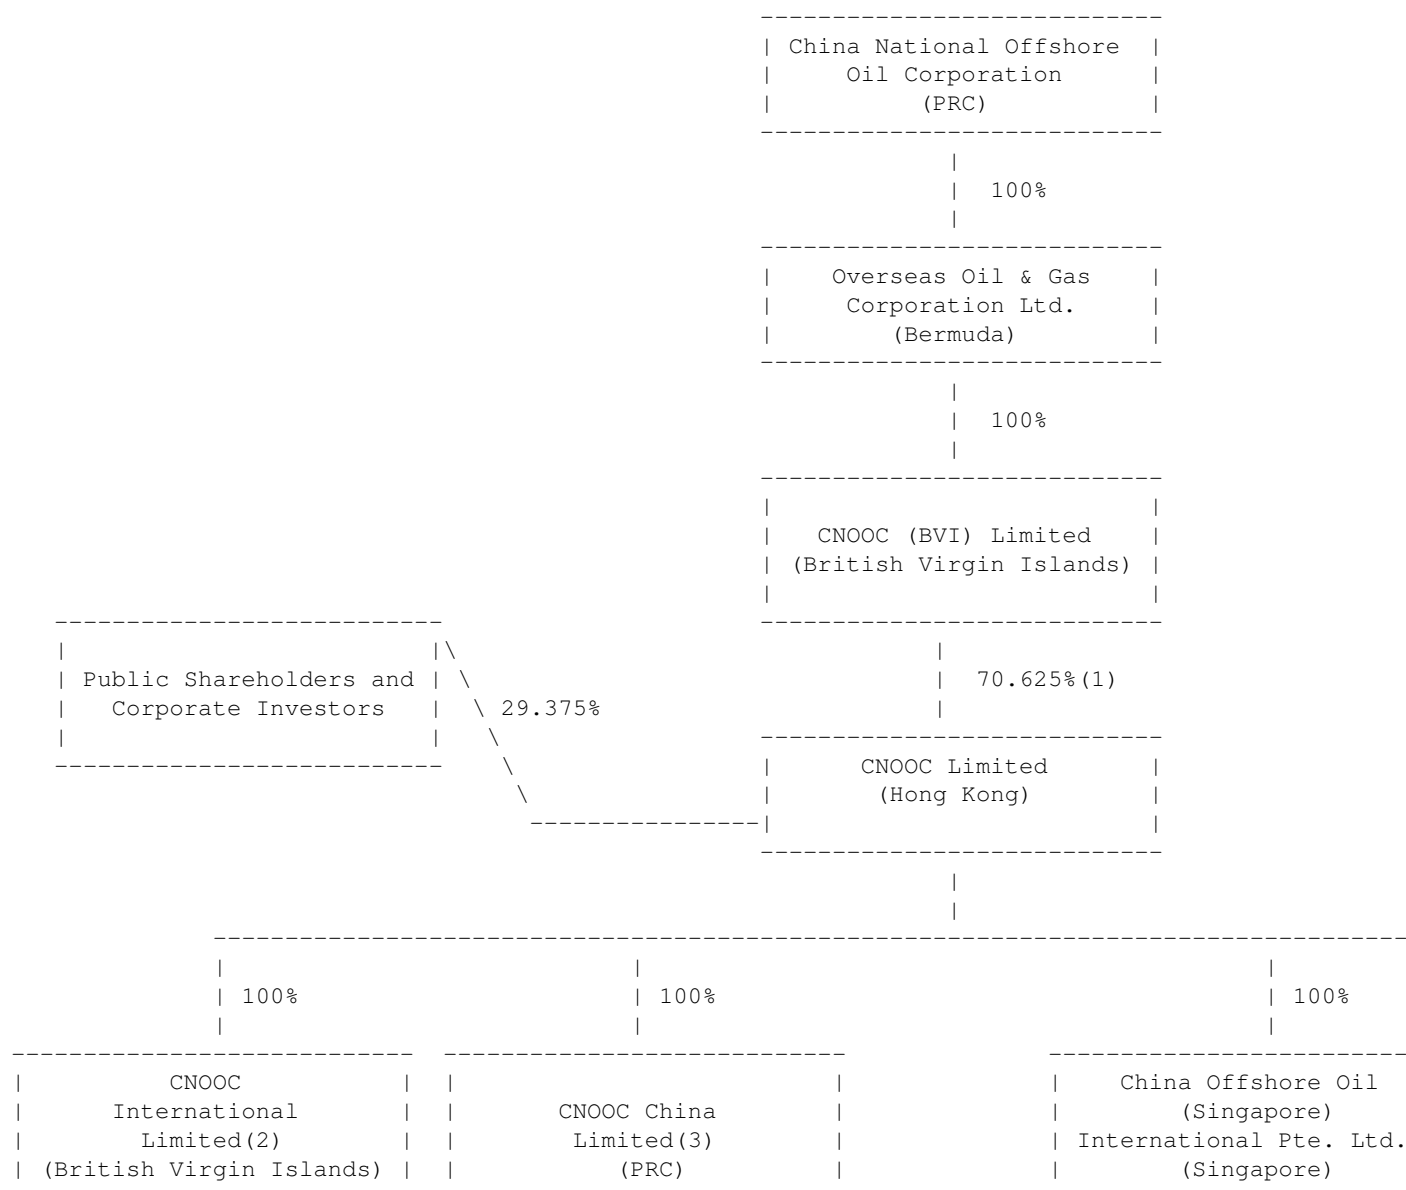 China National Offshore
Oil Corporation
(PRC)
100%
Overseas Oil & Gas
Corporation Ltd.
(Bermuda)
100%
CNOOC (BVI) Limited
(British Virgin Islands)
70.625%(1)
Public Shareholders and
Corporate Investors
29.375%
CNOOC Limited
(Hong Kong)
100%
100%
100%
CNOOC
International
Limited(2)
(British Virgin Islands)
CNOOC China
Limited(3)
(PRC)
China Offshore Oil
(Singapore)
International Pte. Ltd.
(Singapore)